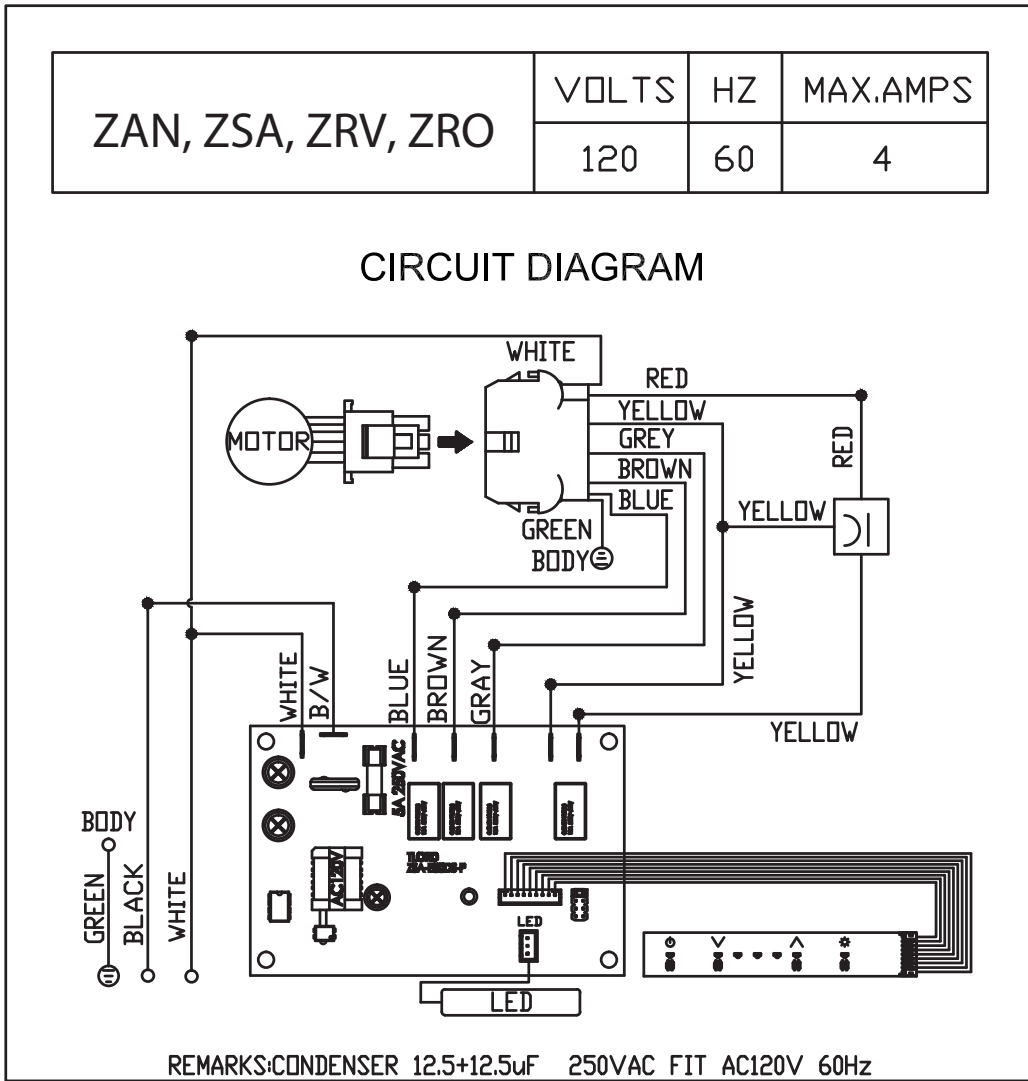 ZAN, ZSA, ZRV, ZRO
VOLTS HZ MAX.AMPS
120 60 4
CIRCUIT DIAGRAM
WHITE
RED
YELLOW
GREY
BROWN
BLUE
MOTOR
RED
YELLOW
GREEN
BODY
WHITE
B/W
BLUE
BROWN
GRAY
YELLOW
YELLOW
5A 250VAC
BODY
GREEN
BLACK
WHITE
AC120V
LED
LED
REMARKS:CONDENSER 12.5+12.5uF 250VAC FIT AC120V 60Hz